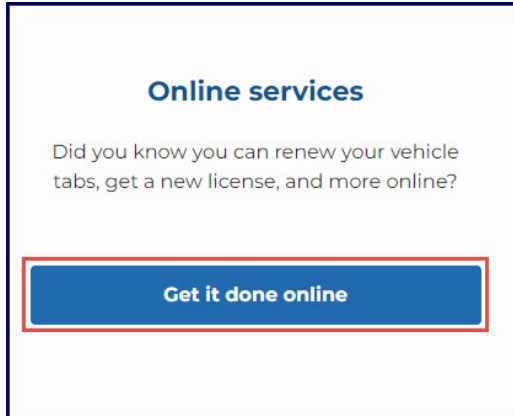 Online services
Did you know you can renew your vehicle
tabs, get a new license, and more online?
Get it done online